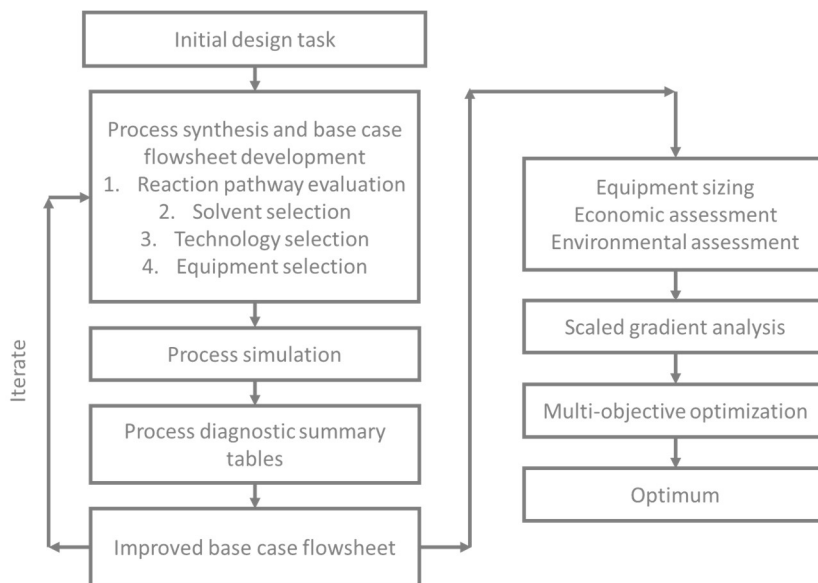 Initial design task
Process synthesis and base case
flowsheet development
1. Reaction pathway evaluation
2. Solvent selection
3. Technology selection
4. Equipment selection
Process simulation
Process diagnostic summary
tables
Improved base case flowsheet
Iterate
Equipment sizing
Economic assessment
Environmental assessment
Scaled gradient analysis
Multi-objective optimization
Optimum